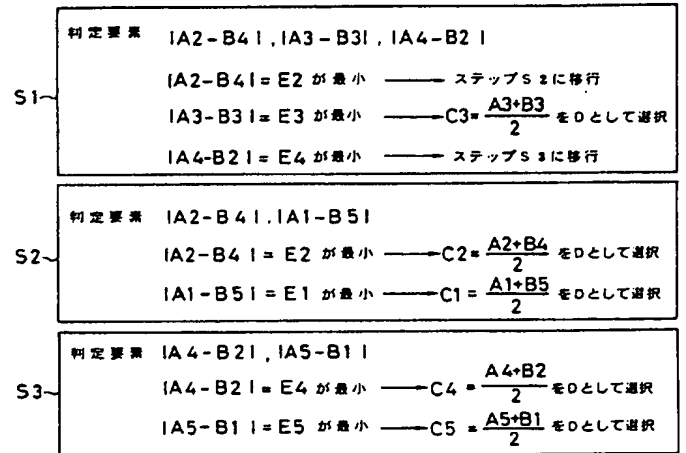 判定要素 |A2-B4|, |A3-B3|, |A4-B2|
|A2-B4|=E2 が最小 → ステップS2に移行
S1 |A3-B3|=E3 が最小 → C3=(A3+B3)/2 をDとして選択
|A4-B2|=E4 が最小 → ステップS3に移行
判定要素 |A2-B4|, |A1-B5|
S2 |A2-B4|=E2 が最小 → C2=(A2+B4)/2 をDとして選択
|A1-B5|=E1 が最小 → C1=(A1+B5)/2 をDとして選択
判定要素 |A4-B2|, |A5-B1|
S3 |A4-B2|=E4 が最小 → C4=(A4+B2)/2 をDとして選択
|A5-B1|=E5 が最小 → C5=(A5+B1)/2 をDとして選択